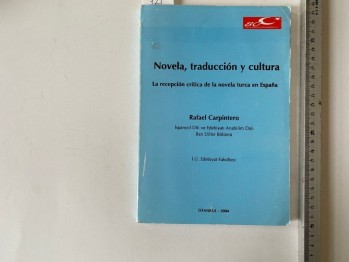 Novela, traducción y cultura
La recepción crítica de la novela turca en España
Rafael Carpintero
İspanyol Dili ve Edebiyatı Anabilim Dalı
Batı Dilleri Bölümü
İ.Ü. Edebiyat Fakültesi
İSTANBUL - 2004